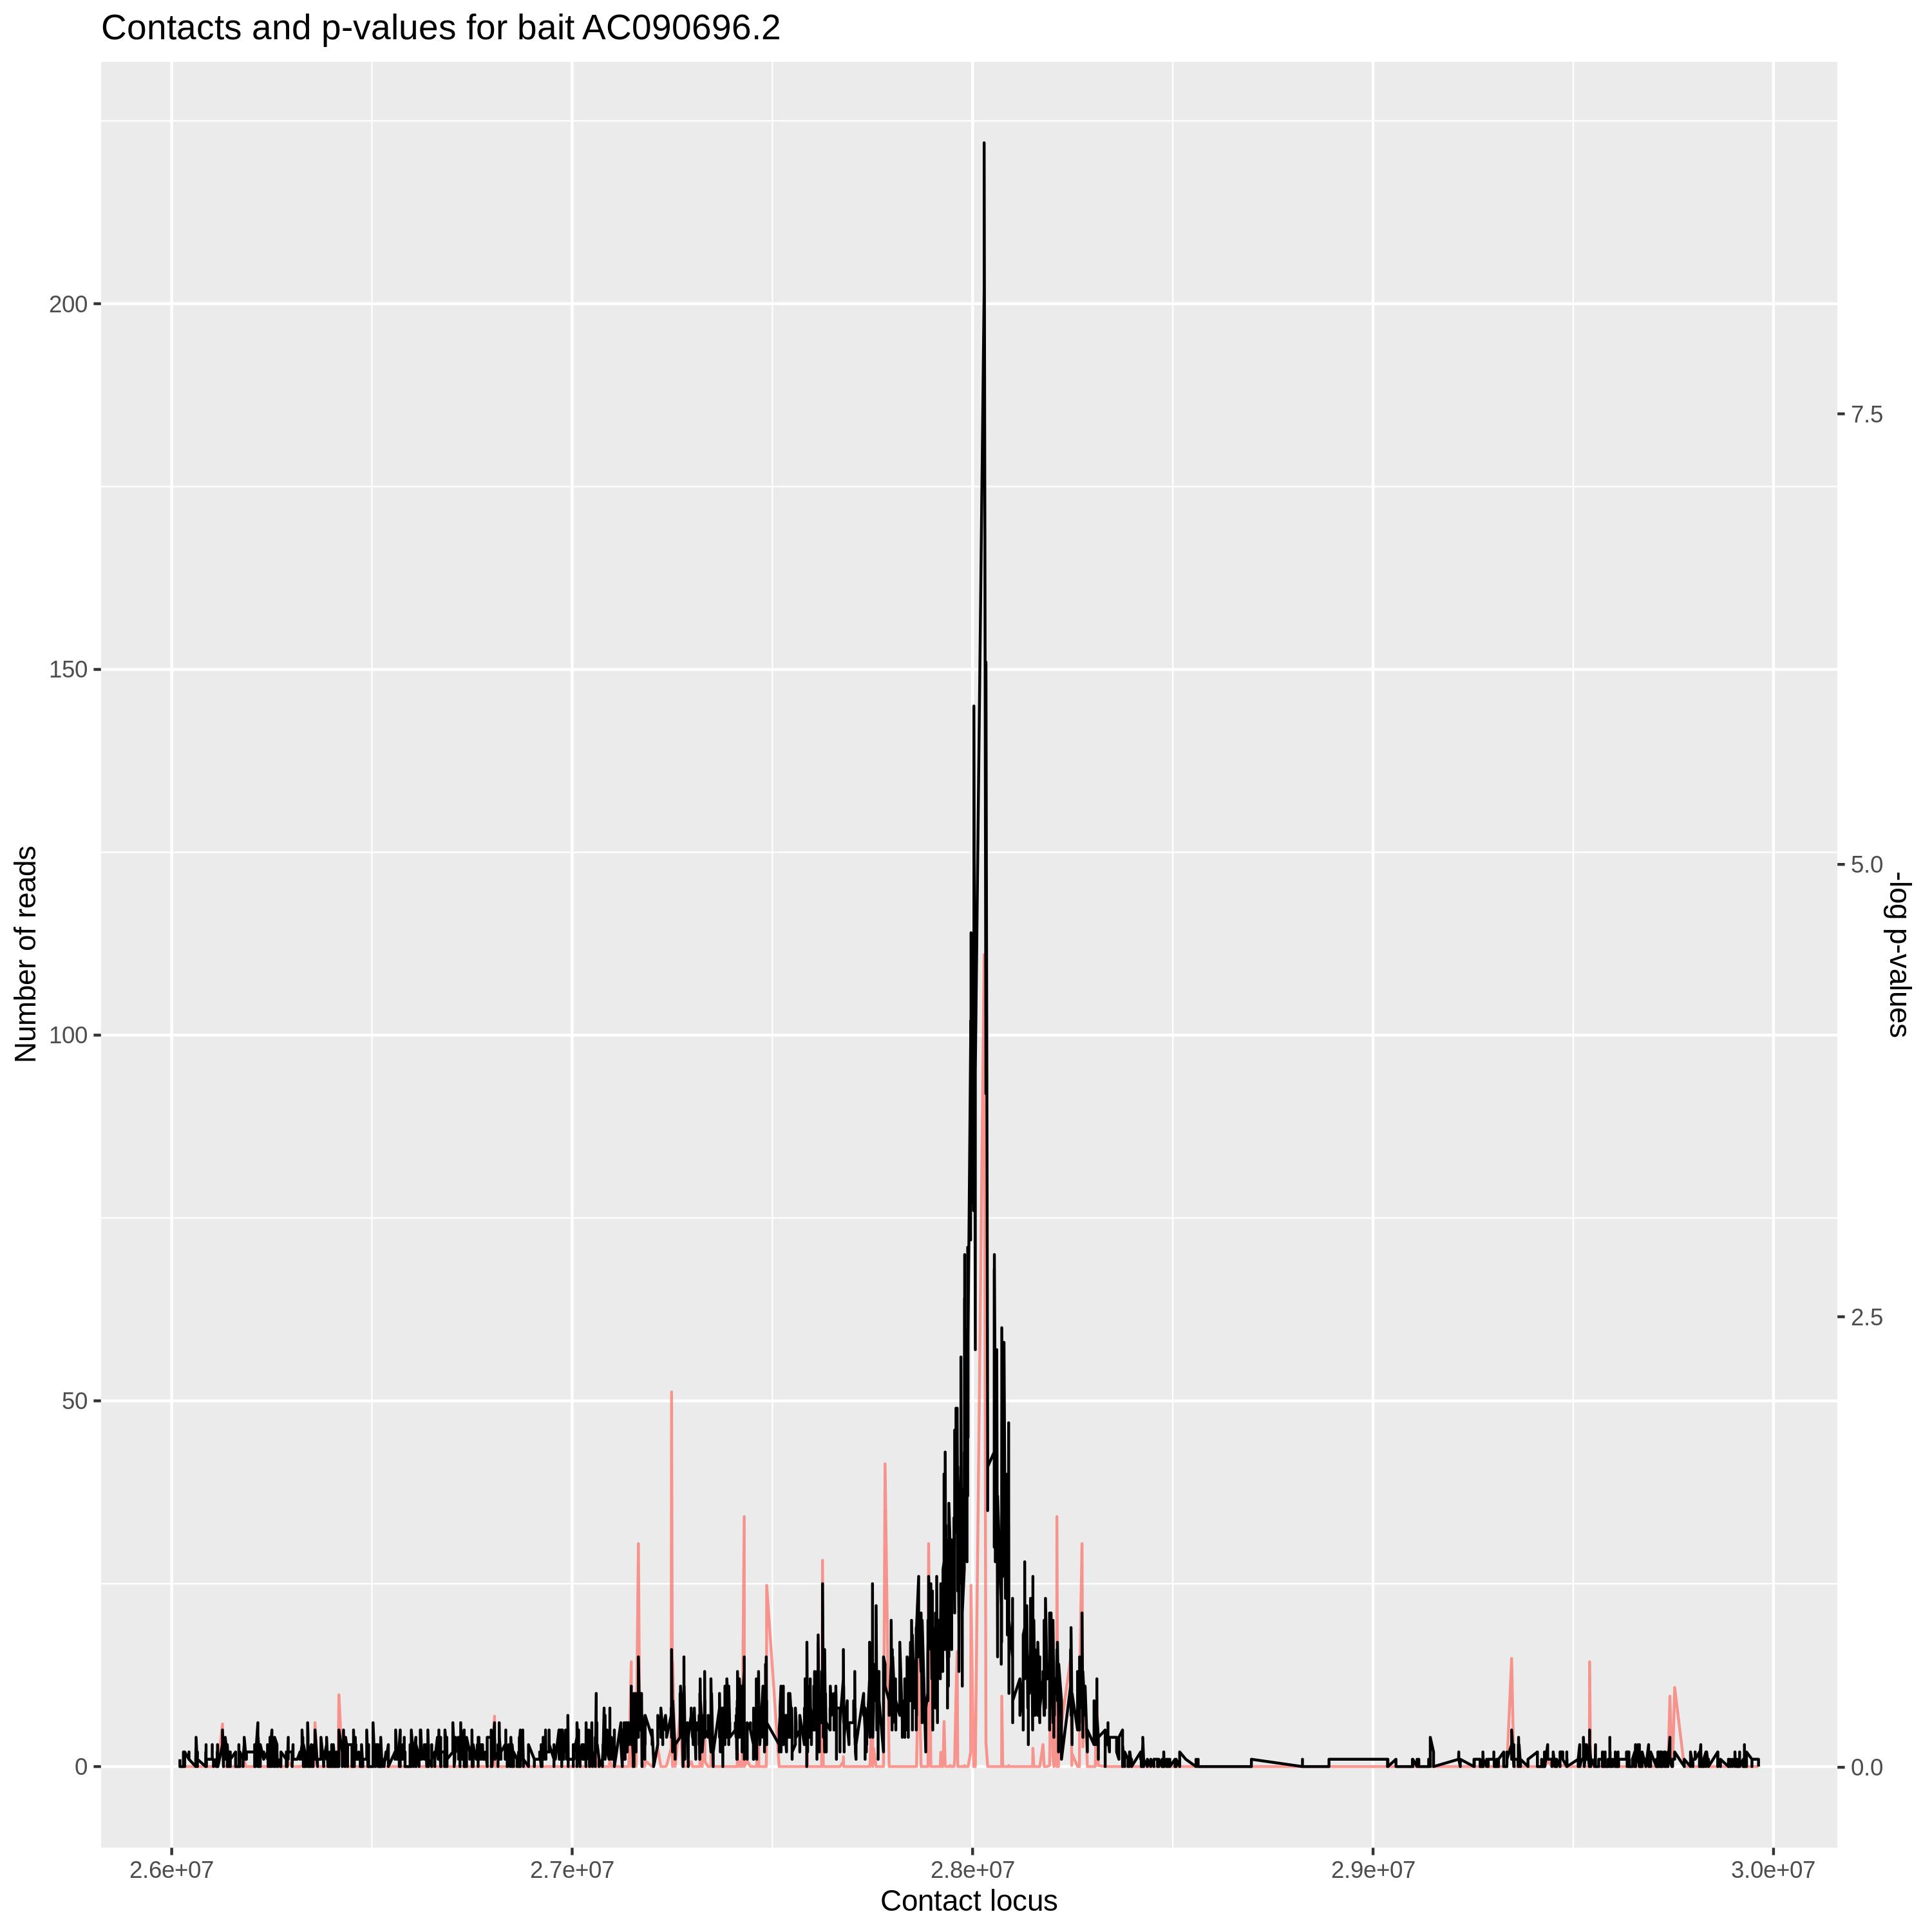 Contacts and p-values for bait AC090696.2
200
150
100
50
0
Number of reads
7.5
5.0
2.5
0.0
-log p-values
2.6e+07 2.7e+07 2.8e+07 2.9e+07 3.0e+07
Contact locus